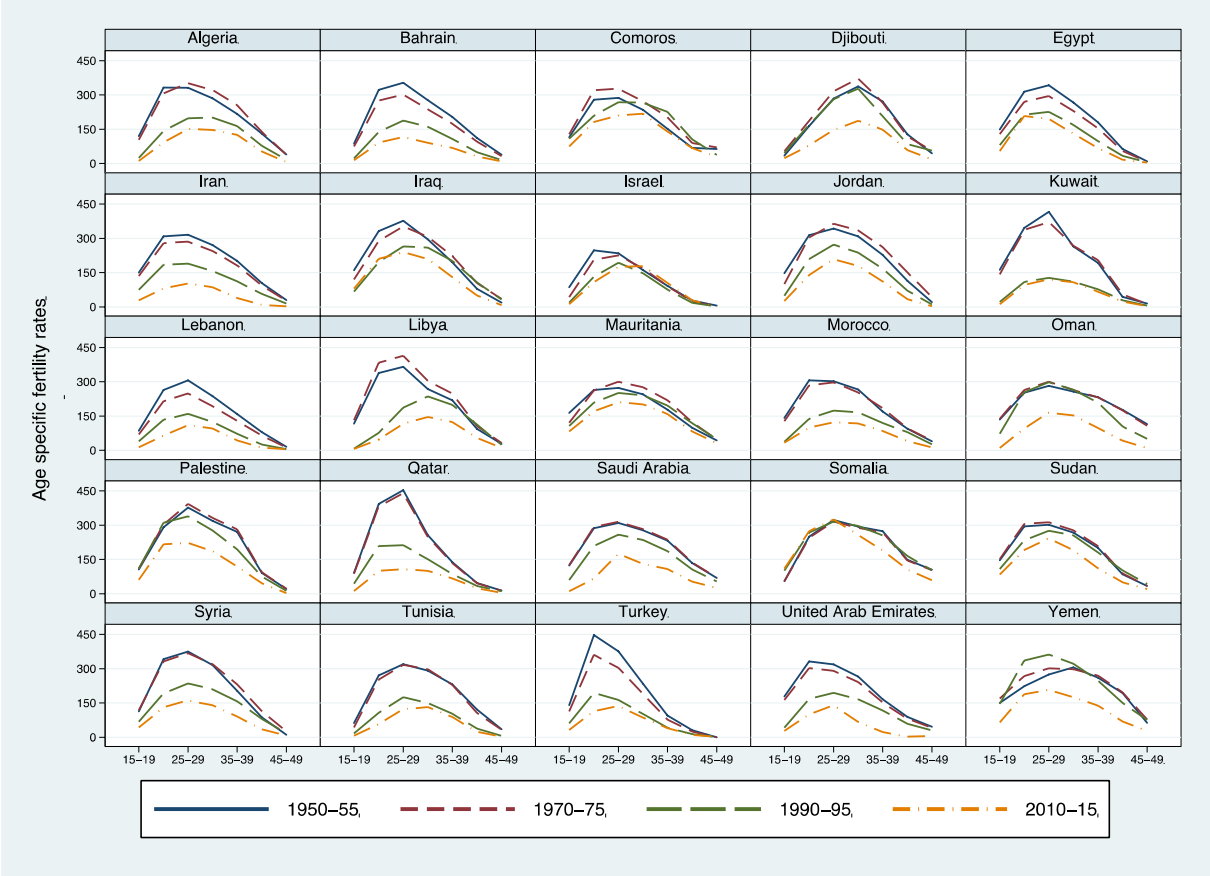 Algeria. Bahrain. Comoros. Djibouti. Egypt.
450
300
150
0
Iran. Iraq. Israel. Jordan. Kuwait.
450
300
150
0
Lebanon. Libya. Mauritania. Morocco. Oman.
450
300
150
0
Palestine. Qatar. Saudi Arabia. Somalia. Sudan.
450
300
150
0
Syria. Tunisia. Turkey. United Arab Emirates. Yemen.
450
300
150
0
15–19 25–29 35–39 45–49 15–19 25–29 35–39 45–49 15–19 25–29 35–39 45–49 15–19 25–29 35–39 45–49 15–19 25–29 35–39 45–49.
Age specific fertility rates.
1950–55, 1970–75, 1990–95, 2010–15,